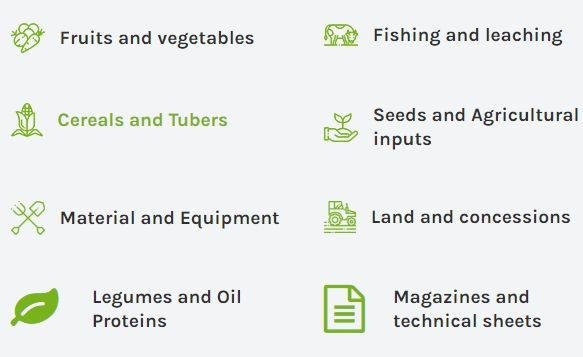 Fruits and vegetables
Fishing and leaching
Cereals and Tubers
Seeds and Agricultural
inputs
Material and Equipment
Land and concessions
Legumes and Oil
Proteins
Magazines and
technical sheets